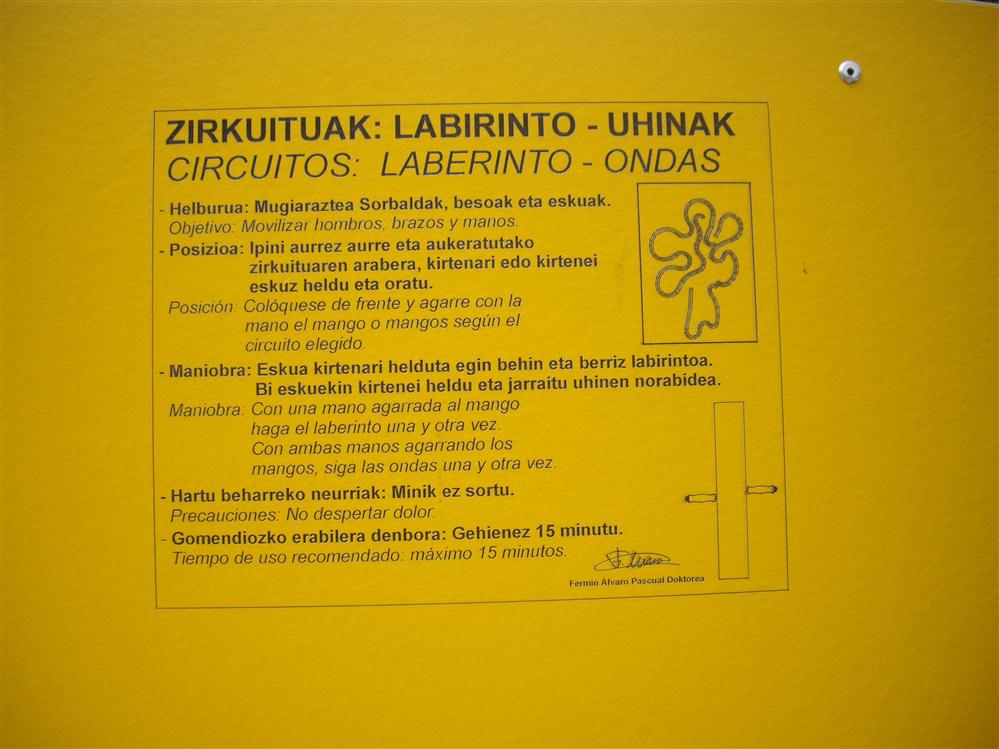 ZIRKUITUAK: LABIRINTO - UHINAK
CIRCUITOS: LABERINTO - ONDAS
- Helburua: Mugiaraztea Sorbaldak, besoak eta eskuak.
Objetivo: Movilizar hombros, brazos y manos.
- Posizioa: Ipini aurrez aurre eta aukeratutako
zirkuituaren arabera, kirtenari edo kirtenei
eskuz heldu eta oratu.
Posición: Colóquese de frente y agarre con la
mano el mango o mangos según el
circuito elegido.
- Maniobra: Eskua kirtenari helduta egin behin eta berriz labirintoa.
Bi eskuekin kirtenei heldu eta jarraitu uhinen norabidea.
Maniobra: Con una mano agarrada al mango
haga el laberinto una y otra vez.
Con ambas manos agarrando los
mangos, siga las ondas una y otra vez.
- Hartu beharreko neurriak: Minik ez sortu.
Precauciones: No despertar dolor.
- Gomendiozko erabilera denbora: Gehienez 15 minutu.
Tiempo de uso recomendado: máximo 15 minutos.
Fermin Álvaro Pascual Doktorea